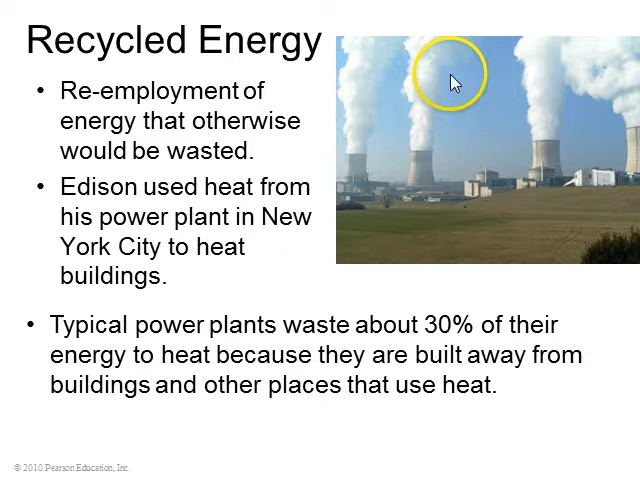 Recycled Energy
• Re-employment of
energy that otherwise
would be wasted.
• Edison used heat from
his power plant in New
York City to heat
buildings.
• Typical power plants waste about 30% of their
energy to heat because they are built away from
buildings and other places that use heat.
© 2010 Pearson Education, Inc.